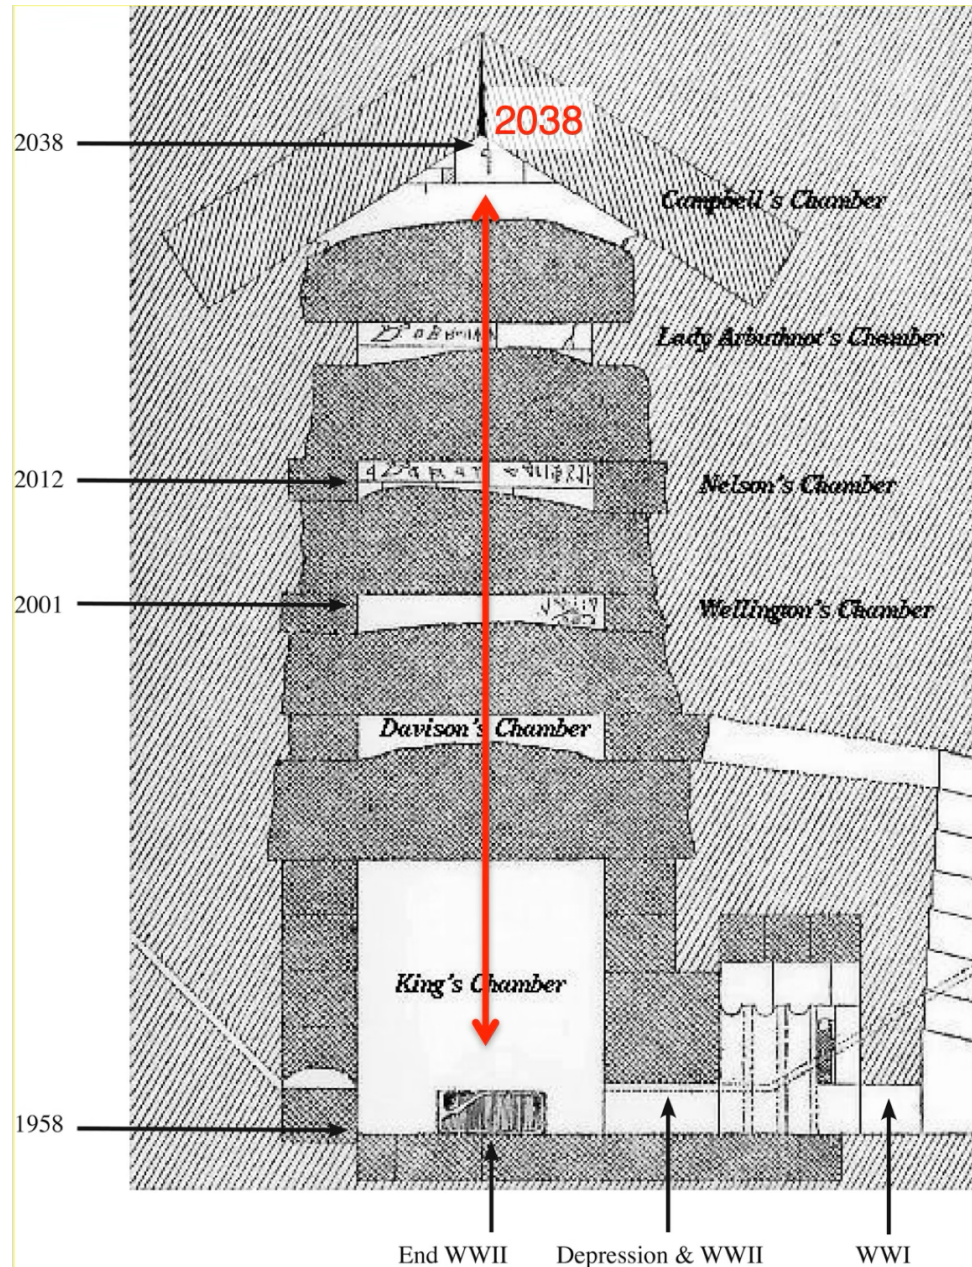 2038
2038
Campbell's Chamber
Lady Arbuthnot's Chamber
2012
Nelson's Chamber
2001
Wellington's Chamber
Davison's Chamber
King's Chamber
1958
End WWII
Depression & WWII
WWI